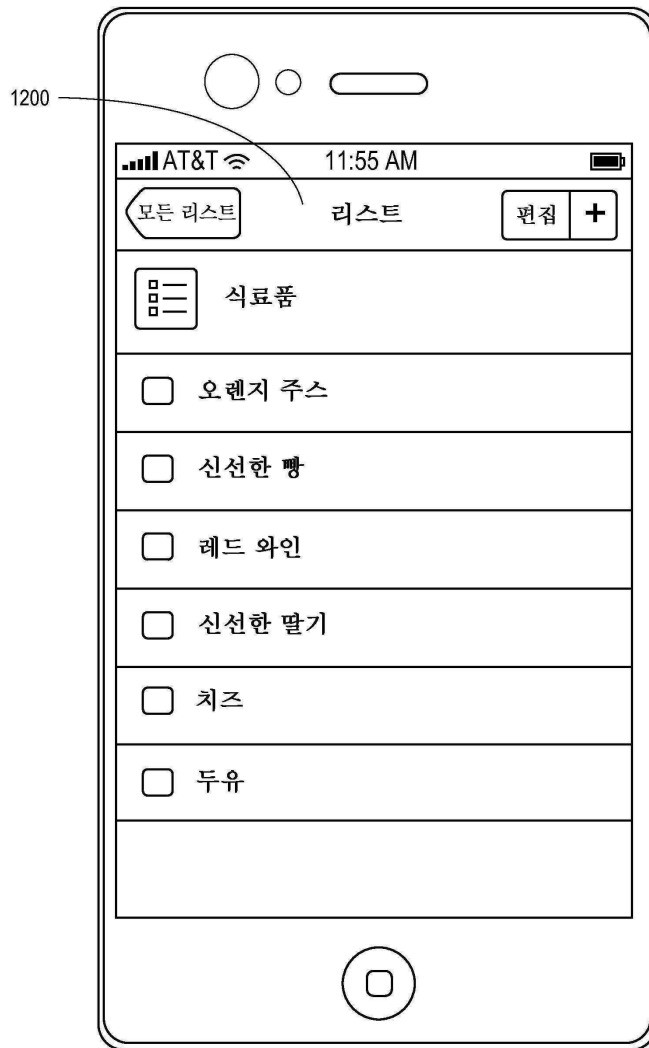 1200
AT&T 11:55 AM
모든 리스트 리스트 편집 +
식료품
오렌지 주스
신선한 빵
레드 와인
신선한 딸기
치즈
두유